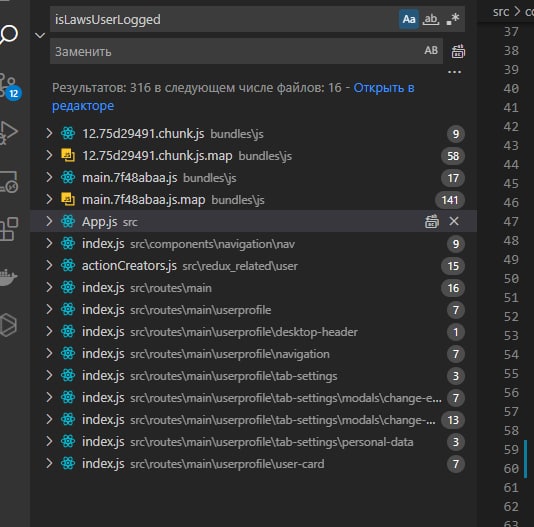 isLawsUserLogged
Aa
ab
.*
Заменить
AB
Результатов: 316 в следующем числе файлов: 16 - Открыть в
редакторе
12.75d29491.chunk.js bundles\js 9
12.75d29491.chunk.js.map bundles\js 58
main.7f48abaa.js bundles\js 17
main.7f48abaa.js.map bundles\js 141
App.js src
index.js src\components\navigation\nav 9
actionCreators.js src\redux_related\user 15
index.js src\routes\main 16
index.js src\routes\main\userprofile 7
index.js src\routes\main\userprofile\desktop-header 1
index.js src\routes\main\userprofile\navigation 7
index.js src\routes\main\userprofile\tab-settings 3
index.js src\routes\main\userprofile\tab-settings\modals\change-e... 7
index.js src\routes\main\userprofile\tab-settings\modals\change-... 13
index.js src\routes\main\userprofile\tab-settings\personal-data 3
index.js src\routes\main\userprofile\user-card 7
12
src > co
37
38
39
40
41
42
43
44
45
46
47
48
49
50
51
52
53
54
55
56
57
58
59
60
61
62
63